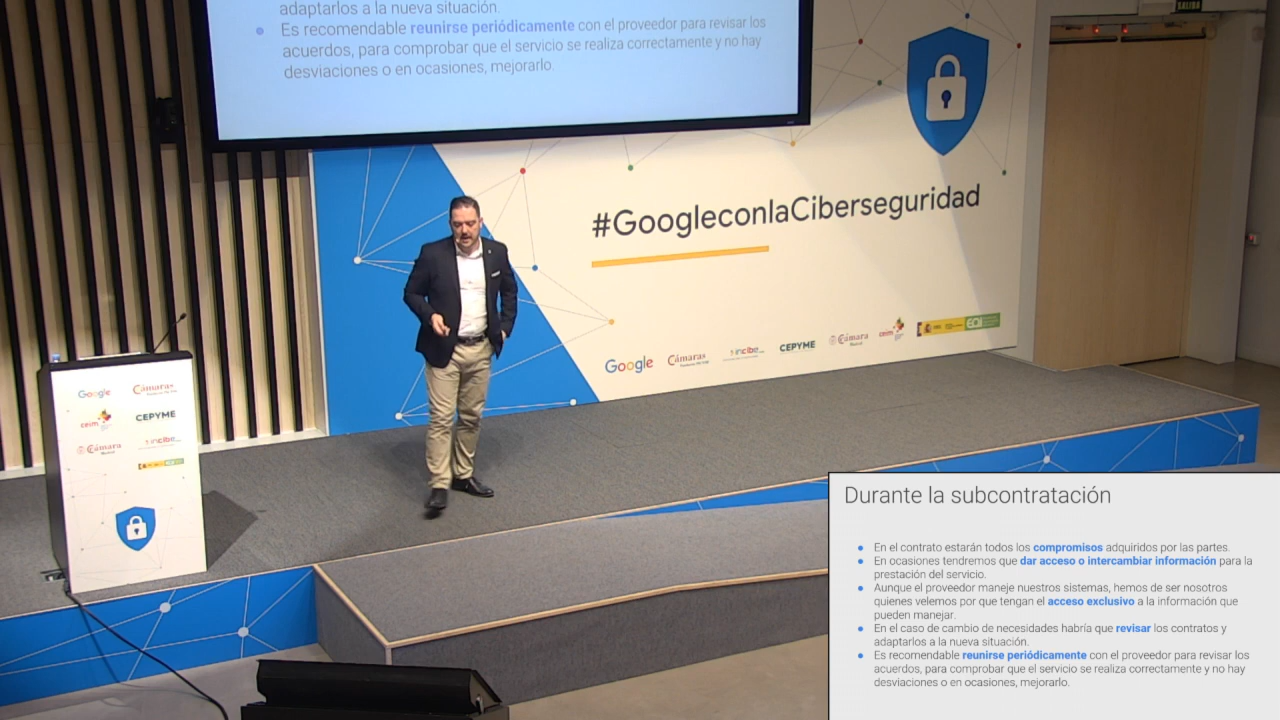 adaptarlos a la nueva situación.
● Es recomendable reunirse periódicamente con el proveedor para revisar los
acuerdos, para comprobar que el servicio se realiza correctamente y no hay
desviaciones o en ocasiones, mejorarlo.
SALIDA
#GoogleconlaCiberseguridad
Google
Cámaras
incibe
CEPYME
Cámara
Madrid
ceim
EOI
Google
Cámaras
ceim
CEPYME
Cámara
Madrid
incibe
Durante la subcontratación
● En el contrato estarán todos los compromisos adquiridos por las partes.
● En ocasiones tendremos que dar acceso o intercambiar información para la
prestación del servicio.
● Aunque el proveedor maneje nuestros sistemas, hemos de ser nosotros
quienes velemos por que tengan el acceso exclusivo a la información que
pueden manejar.
● En el caso de cambio de necesidades habría que revisar los contratos y
adaptarlos a la nueva situación.
● Es recomendable reunirse periódicamente con el proveedor para revisar los
acuerdos, para comprobar que el servicio se realiza correctamente y no hay
desviaciones o en ocasiones, mejorarlo.